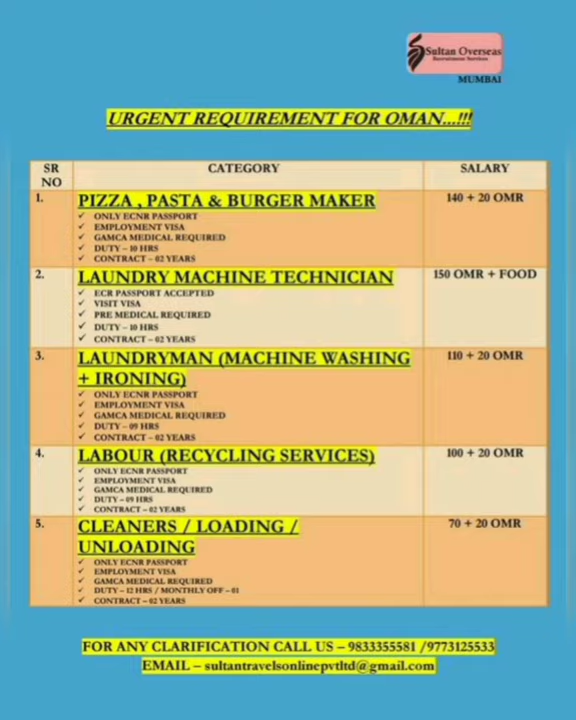 Sultan Overseas
Recruitment Services
MUMBAI
URGENT REQUIREMENT FOR OMAN...!!!
SR NO CATEGORY SALARY
1. PIZZA , PASTA & BURGER MAKER 140 + 20 OMR
✓ ONLY ECNR PASSPORT
✓ EMPLOYMENT VISA
✓ GAMCA MEDICAL REQUIRED
✓ DUTY – 10 HRS
✓ CONTRACT – 02 YEARS
2. LAUNDRY MACHINE TECHNICIAN 150 OMR + FOOD
✓ ECR PASSPORT ACCEPTED
✓ VISIT VISA
✓ PRE MEDICAL REQUIRED
✓ DUTY – 10 HRS
✓ CONTRACT – 02 YEARS
3. LAUNDRYMAN (MACHINE WASHING 110 + 20 OMR
+ IRONING)
✓ ONLY ECNR PASSPORT
✓ EMPLOYMENT VISA
✓ GAMCA MEDICAL REQUIRED
✓ DUTY – 09 HRS
✓ CONTRACT – 02 YEARS
4. LABOUR (RECYCLING SERVICES) 100 + 20 OMR
✓ ONLY ECNR PASSPORT
✓ EMPLOYMENT VISA
✓ GAMCA MEDICAL REQUIRED
✓ DUTY – 09 HRS
✓ CONTRACT – 02 YEARS
5. CLEANERS / LOADING / 70 + 20 OMR
UNLOADING
✓ ONLY ECNR PASSPORT
✓ EMPLOYMENT VISA
✓ GAMCA MEDICAL REQUIRED
✓ DUTY – 12 HRS / MONTHLY OFF – 01
✓ CONTRACT – 02 YEARS
FOR ANY CLARIFICATION CALL US – 9833355581 /9773125533
EMAIL – sultantravelsonlinepvtltd@gmail.com